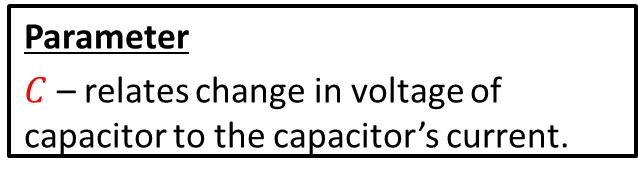 Parameter
C – relates change in voltage of
capacitor to the capacitor’s current.